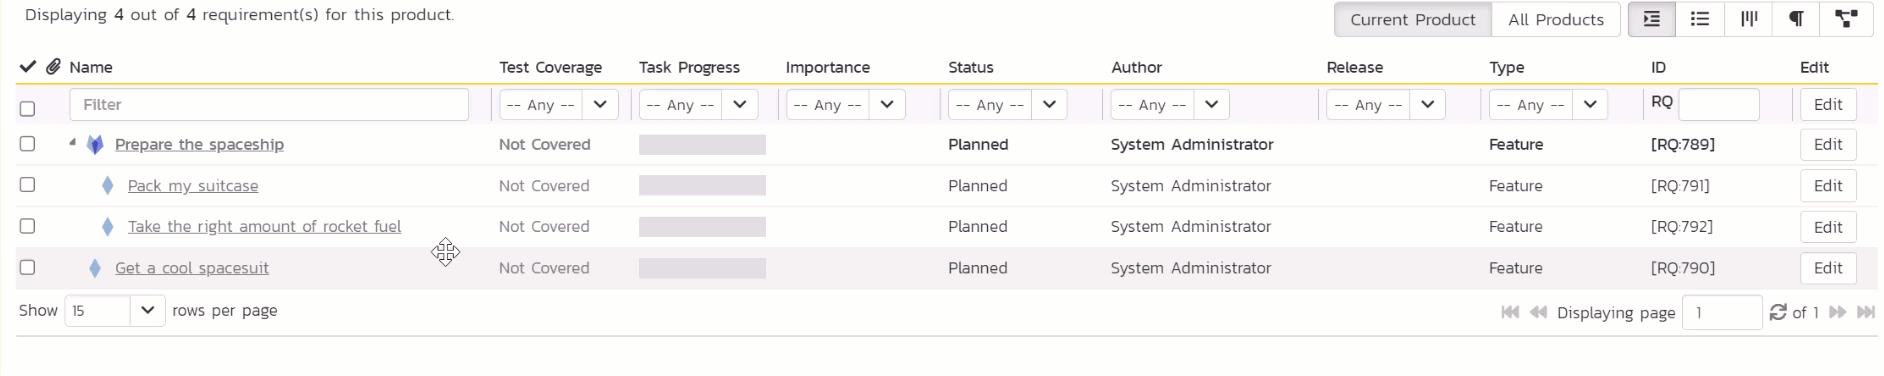 Displaying 4 out of 4 requirement(s) for this product.
Current Product All Products
Name Test Coverage Task Progress Importance Status Author Release Type ID Edit
Filter -- Any -- -- Any -- -- Any -- -- Any -- -- Any -- -- Any -- -- Any -- RQ Edit
Prepare the spaceship Not Covered Planned System Administrator Feature [RQ:789] Edit
Pack my suitcase Not Covered Planned System Administrator Feature [RQ:791] Edit
Take the right amount of rocket fuel Not Covered Planned System Administrator Feature [RQ:792] Edit
Get a cool spacesuit Not Covered Planned System Administrator Feature [RQ:790] Edit
Show 15 rows per page Displaying page 1 of 1